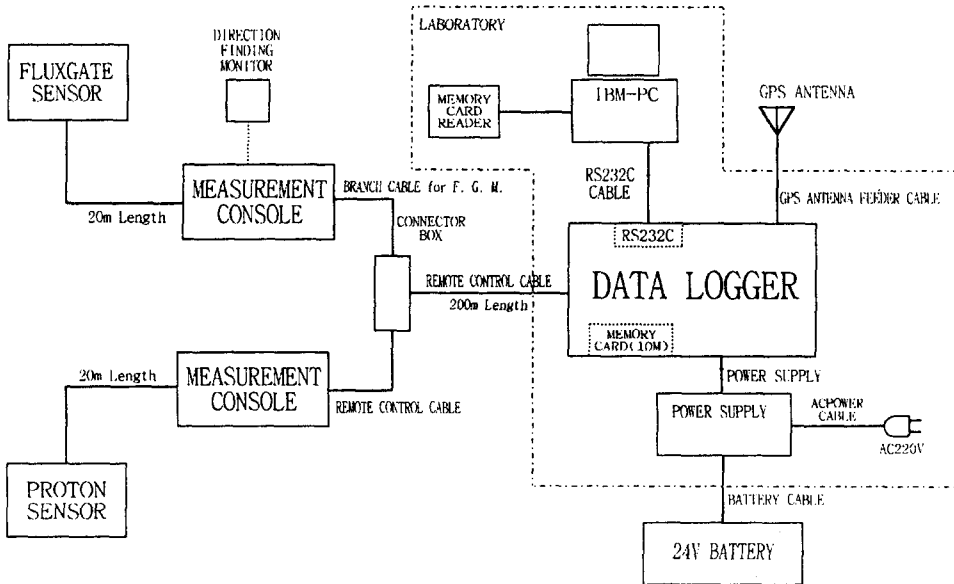 LABORATORY
DIRECTION
FINDING
MONITOR
FLUXGATE
SENSOR
MEMORY
CARD
READER
IBM-PC
GPS ANTENNA
MEASUREMENT
CONSOLE
20m Length
BRANCH CABLE for F. G. M.
CONNECTOR
BOX
RS232C
CABLE
GPS ANTENNA FEEDER CABLE
RS232C
DATA LOGGER
MEMORY
CARD(10M)
REMOTE CONTROL CABLE
200m Length
20m Length
MEASUREMENT
CONSOLE
REMOTE CONTROL CABLE
POWER SUPPLY
POWER SUPPLY
ACPOWER
CABLE
AC220V
PROTON
SENSOR
BATTERY CABLE
24V BATTERY